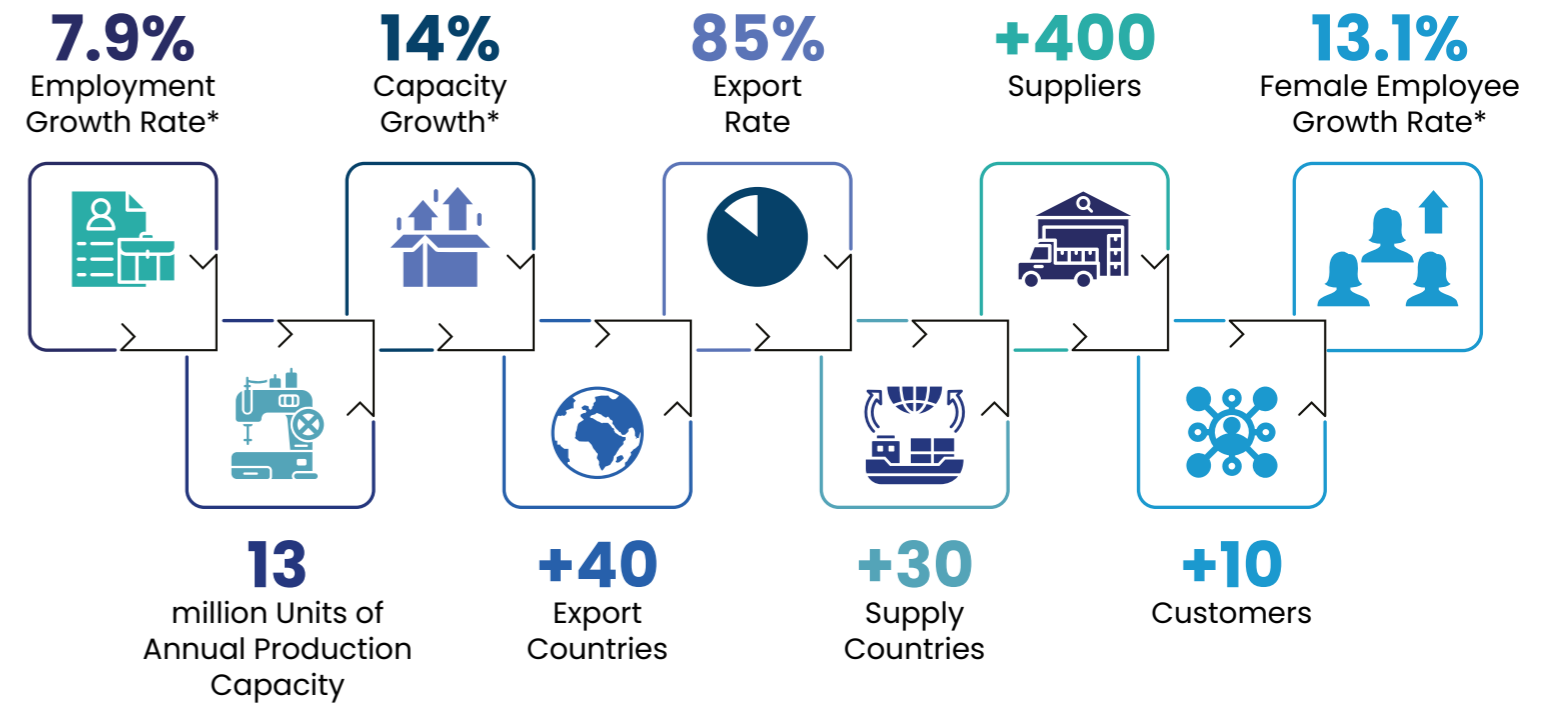 7.9%
Employment
Growth Rate*
14%
Capacity
Growth*
85%
Export
Rate
+400
Suppliers
13.1%
Female Employee
Growth Rate*
13
million Units of
Annual Production
Capacity
+40
Export
Countries
+30
Supply
Countries
+10
Customers